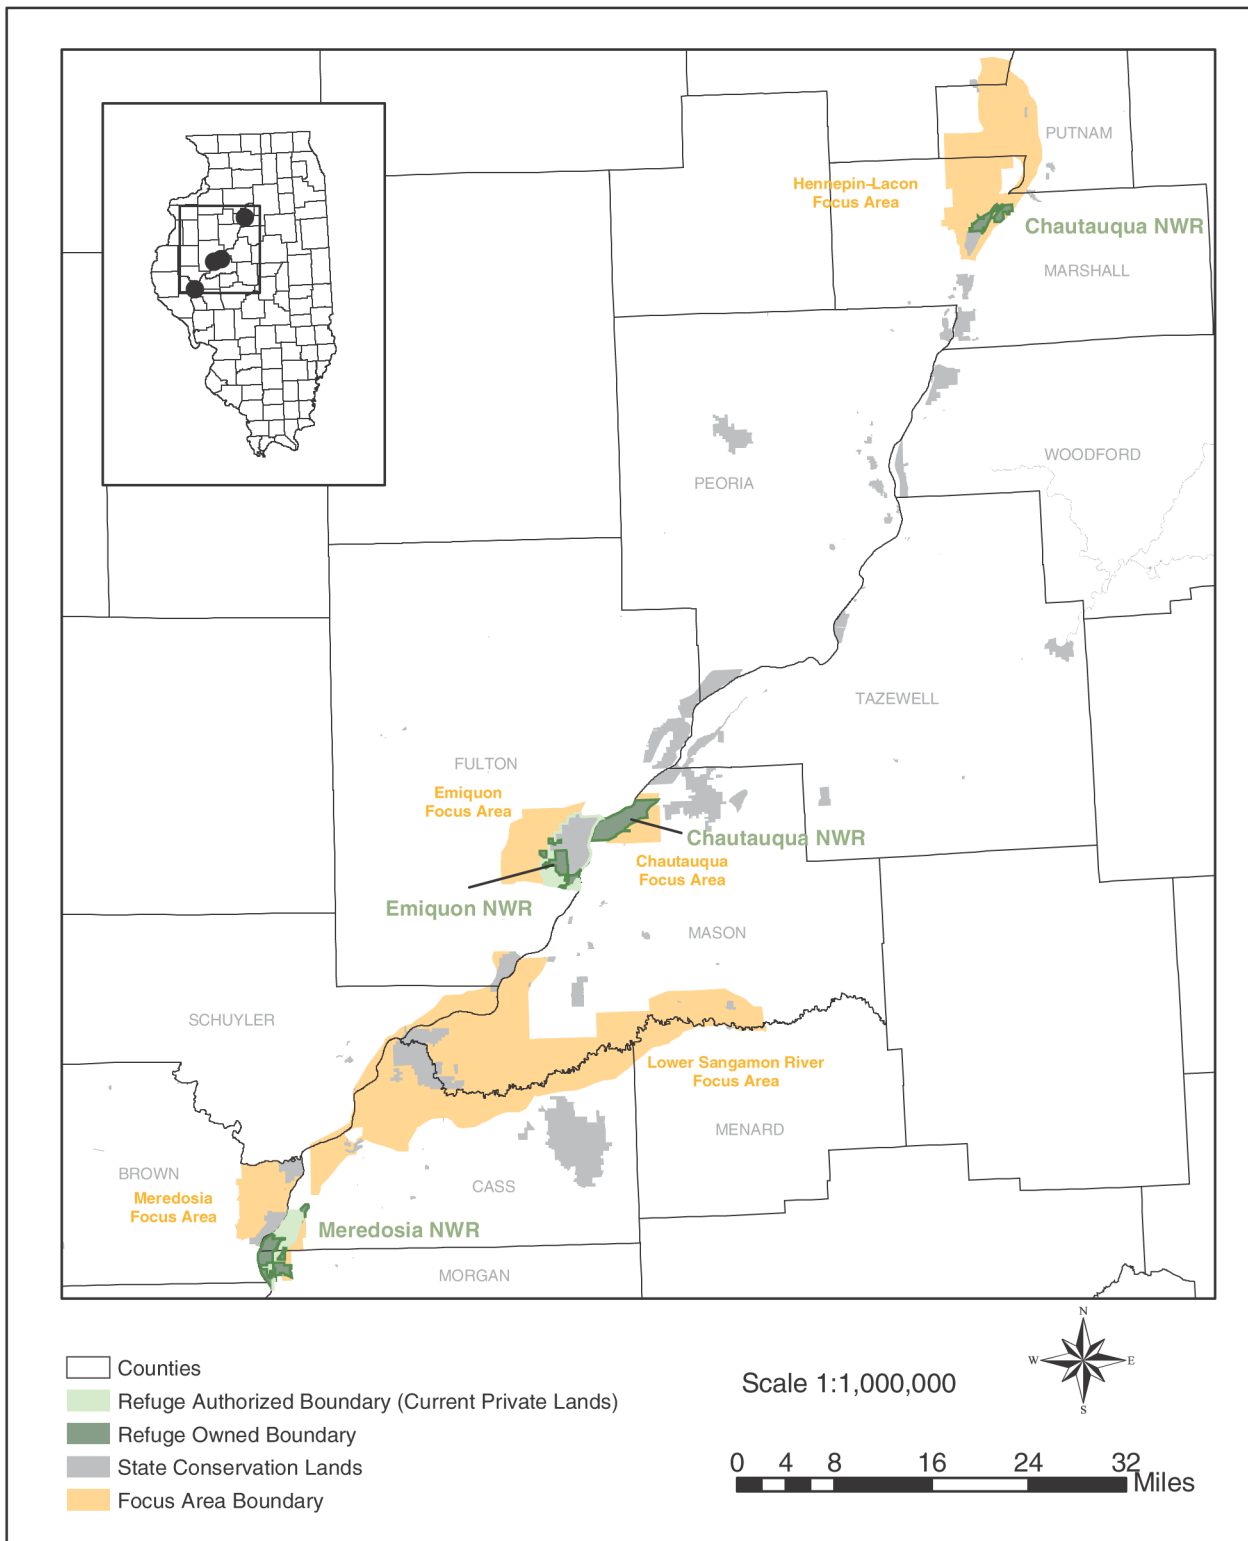 PUTNAM
Hennepin–Lacon
Focus Area
Chautauqua NWR
MARSHALL
WOODFORD
PEORIA
TAZEWELL
FULTON
Emiquon
Focus Area
Chautauqua NWR
Chautauqua
Focus Area
Emiquon NWR
MASON
SCHUYLER
Lower Sangamon River
Focus Area
MENARD
BROWN
CASS
Meredosia
Focus Area
Meredosia NWR
MORGAN
N
W E
S
Counties
Refuge Authorized Boundary (Current Private Lands)
Refuge Owned Boundary
State Conservation Lands
Focus Area Boundary
Scale 1:1,000,000
0 4 8 16 24 32
Miles